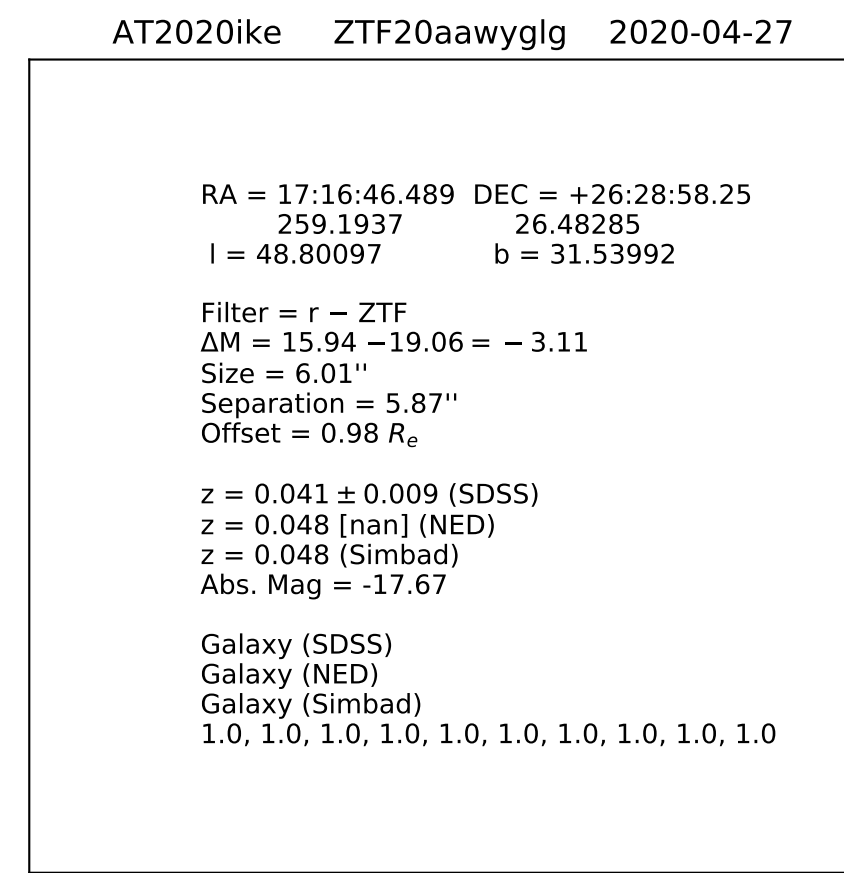 AT2020ike ZTF20aawyglg 2020-04-27
RA = 17:16:46.489 DEC = +26:28:58.25
259.1937 26.48285
l = 48.80097 b = 31.53992
Filter = r − ZTF
ΔM = 15.94 −19.06 = − 3.11
Size = 6.01''
Separation = 5.87''
Offset = 0.98 Rₑ
z = 0.041 ± 0.009 (SDSS)
z = 0.048 [nan] (NED)
z = 0.048 (Simbad)
Abs. Mag = -17.67
Galaxy (SDSS)
Galaxy (NED)
Galaxy (Simbad)
1.0, 1.0, 1.0, 1.0, 1.0, 1.0, 1.0, 1.0, 1.0, 1.0